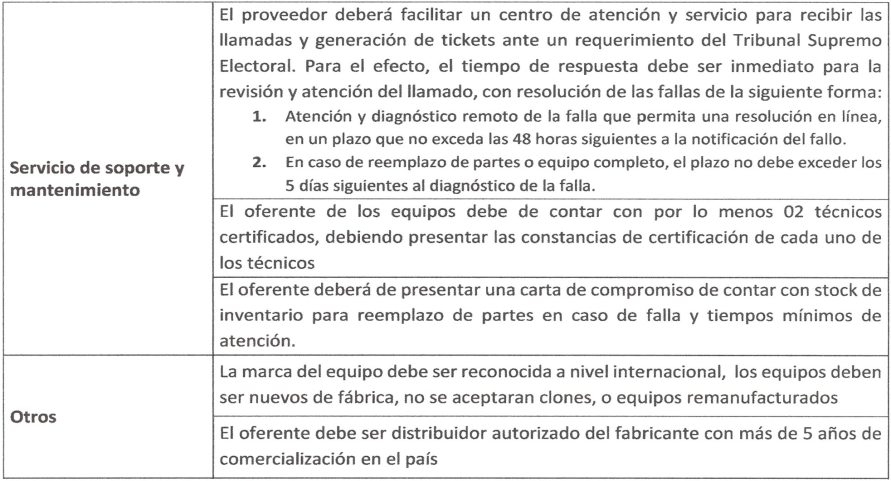 El proveedor deberá facilitar un centro de atención y servicio para recibir las
llamadas y generación de tickets ante un requerimiento del Tribunal Supremo
Electoral. Para el efecto, el tiempo de respuesta debe ser inmediato para la
revisión y atención del llamado, con resolución de las fallas de la siguiente forma:
1. Atención y diagnóstico remoto de la falla que permita una resolución en línea,
en un plazo que no exceda las 48 horas siguientes a la notificación del fallo.
2. En caso de reemplazo de partes o equipo completo, el plazo no debe exceder los
5 días siguientes al diagnóstico de la falla.
Servicio de soporte y
mantenimiento
El oferente de los equipos debe de contar con por lo menos 02 técnicos
certificados, debiendo presentar las constancias de certificación de cada uno de
los técnicos
El oferente deberá de presentar una carta de compromiso de contar con stock de
inventario para reemplazo de partes en caso de falla y tiempos mínimos de
atención.
Otros
La marca del equipo debe ser reconocida a nivel internacional, los equipos deben
ser nuevos de fábrica, no se aceptaran clones, o equipos remanufacturados
El oferente debe ser distribuidor autorizado del fabricante con más de 5 años de
comercialización en el país